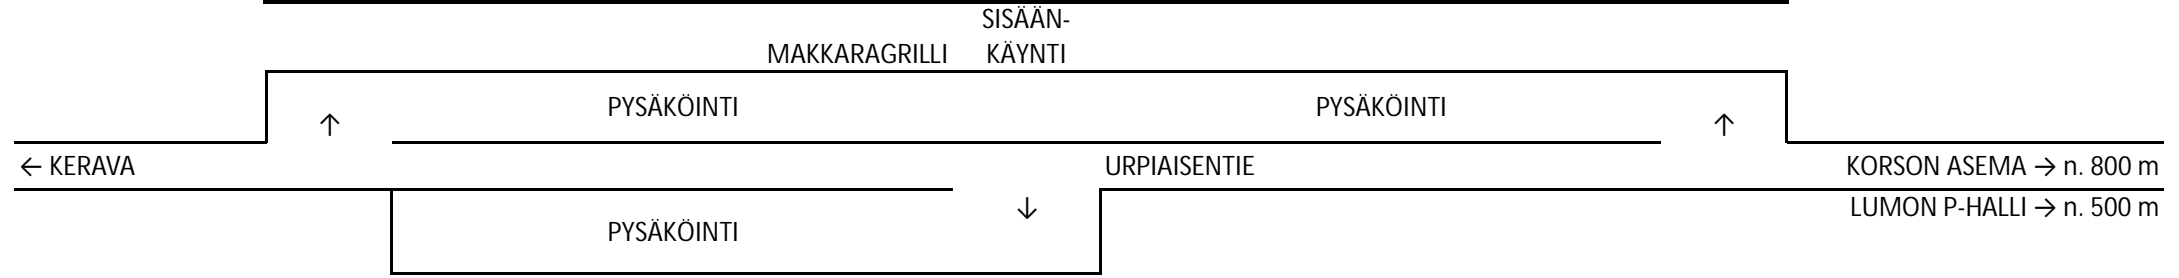 SISÄÄN-
MAKKARAGRILLI KÄYNTI
PYSÄKÖINTI PYSÄKÖINTI
↑ ↑
← KERAVA URPIAISENTIE KORSON ASEMA → n. 800 m
↓ LUMON P-HALLI → n. 500 m
PYSÄKÖINTI